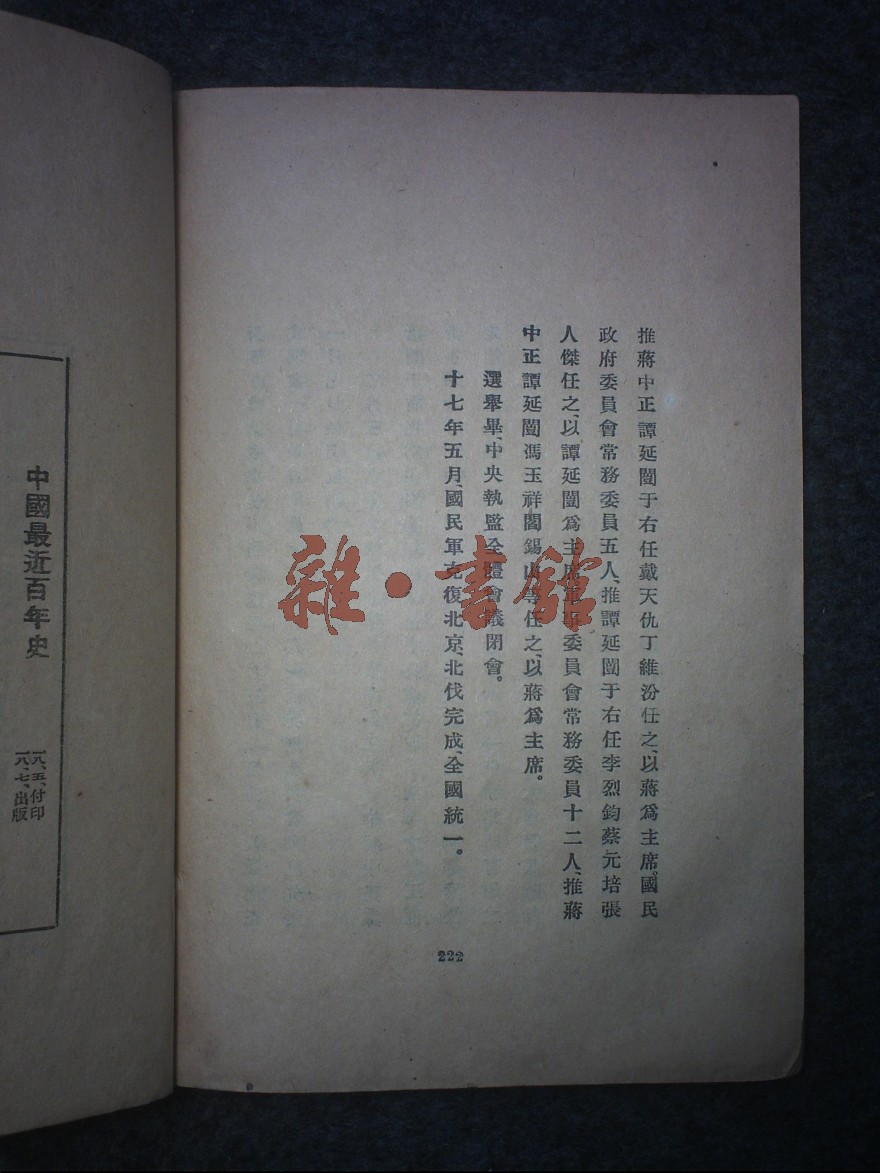 推蔣中正譚延闓于右任戴天仇丁維汾任之、以蔣爲主席。國民
政府委員會常務委員五人、推譚延闓于右任李烈鈞蔡元培張
人傑任之、以譚延闓爲主席軍事委員會常務委員十二人、推蔣
中正譚延闓馮玉祥閻錫山等任之、以蔣爲主席。
選舉畢、中央執監全體會議閉會。
十七年五月、國民軍克復北京、北伐完成、全國統一。
222
中國最近百年史
一八、五、付印
一八、七、出版
雜·書館